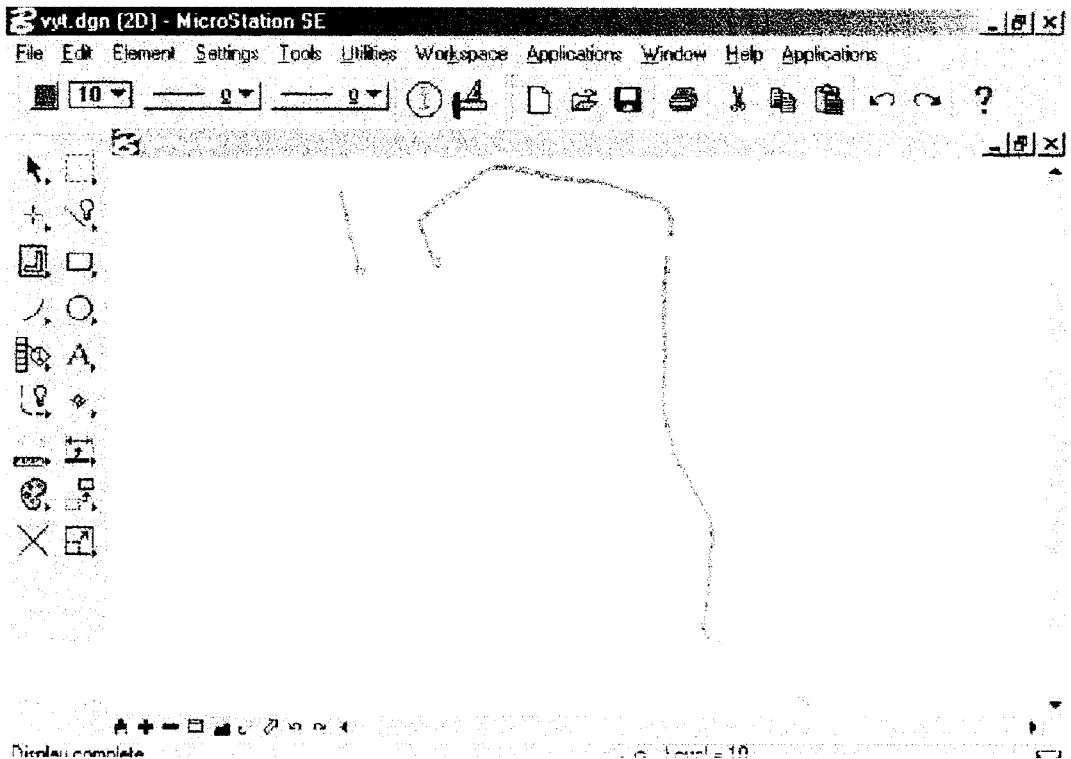 vyt.dgn (2D) - MicroStation SE
File Edit Element Settings Tools Utilities Workspace Applications Window Help Applications
10 0 0 ?
A
Display complete Level=10